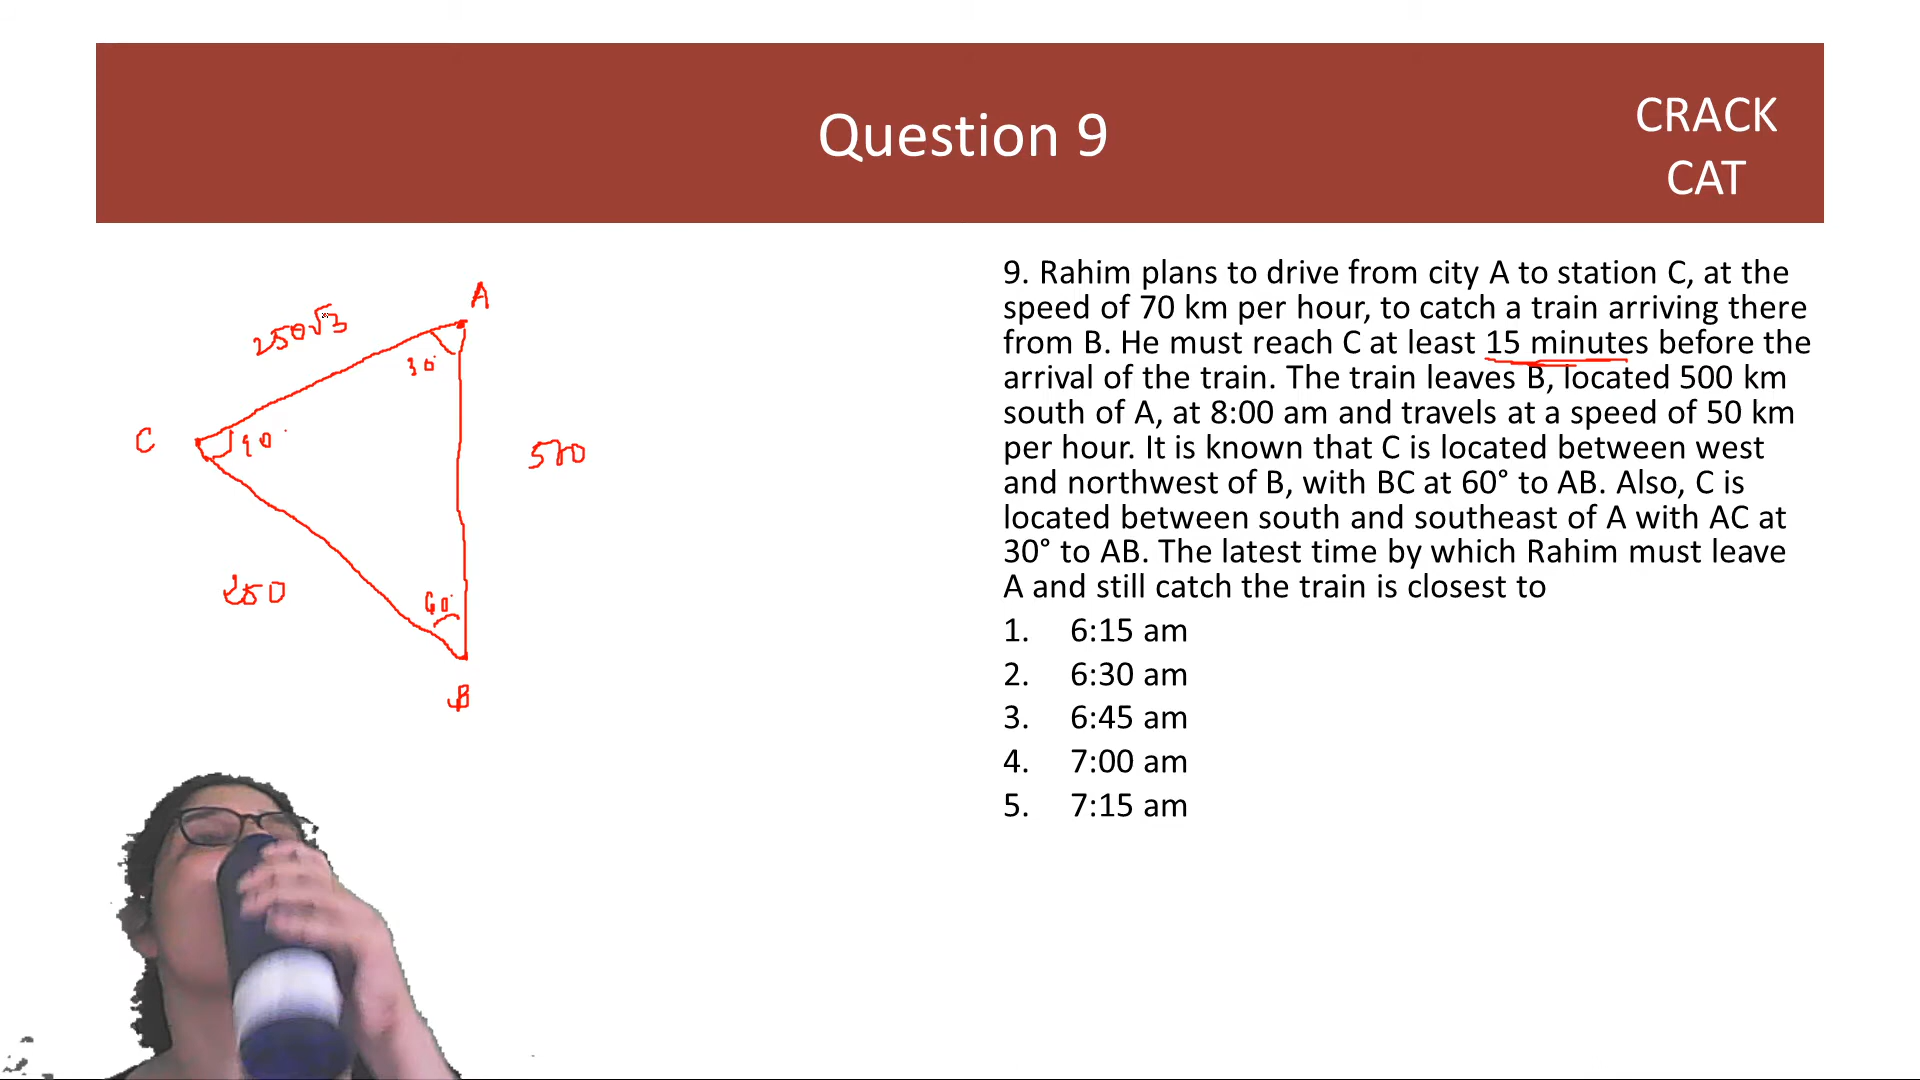 Question 9
CRACK
CAT
A
250√3
30°
C
90°
500
250
60°
B
9. Rahim plans to drive from city A to station C, at the
speed of 70 km per hour, to catch a train arriving there
from B. He must reach C at least 15 minutes before the
arrival of the train. The train leaves B, located 500 km
south of A, at 8:00 am and travels at a speed of 50 km
per hour. It is known that C is located between west
and northwest of B, with BC at 60° to AB. Also, C is
located between south and southeast of A with AC at
30° to AB. The latest time by which Rahim must leave
A and still catch the train is closest to
1. 6:15 am
2. 6:30 am
3. 6:45 am
4. 7:00 am
5. 7:15 am